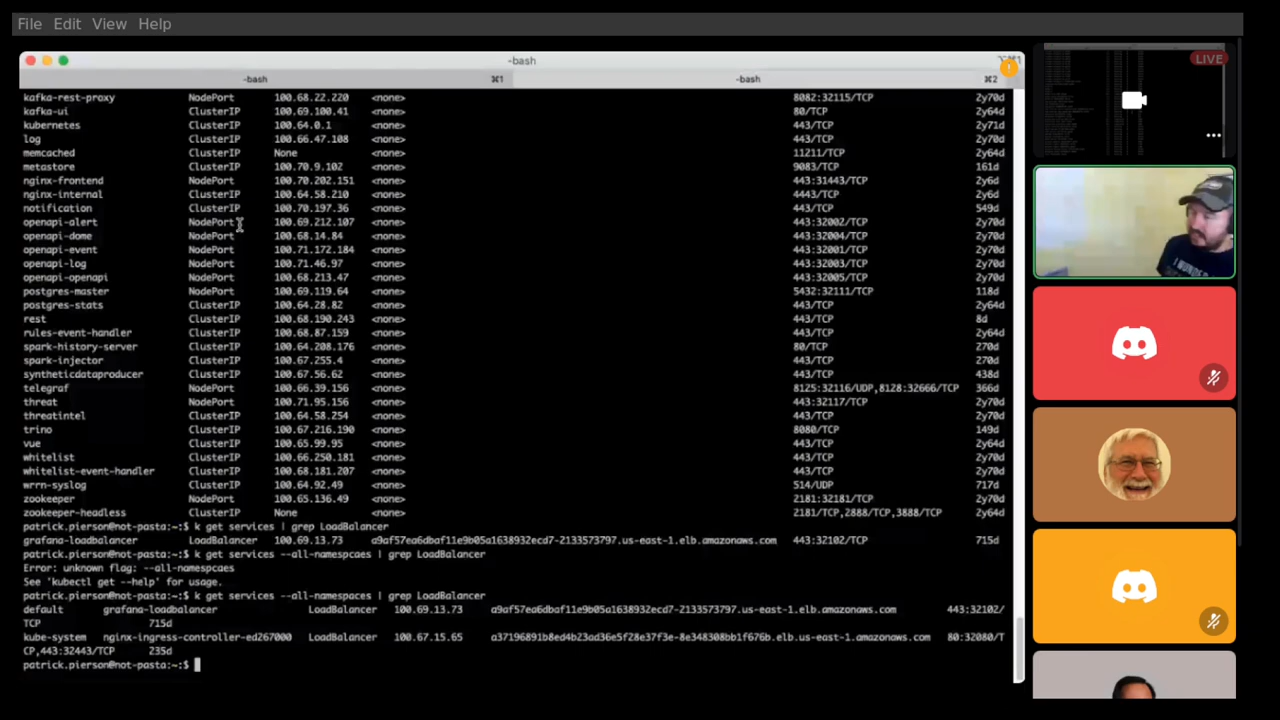 File Edit View Help
-bash
-bash ⌘1 -bash ⌘2
LIVE
kafka-rest-proxy NodePort 100.68.22.220 <none> 8082:32115/TCP 2y70d
kafka-ui ClusterIP 100.69.100.41 <none> 80/TCP 2y64d
kubernetes ClusterIP 100.64.0.1 <none> 443/TCP 2y71d
log ClusterIP 100.66.47.108 <none> 443/TCP 2y70d
memcached ClusterIP None <none> 11211/TCP 2y64d
metastore ClusterIP 100.70.9.102 <none> 9083/TCP 161d
nginx-frontend NodePort 100.70.202.151 <none> 443:31443/TCP 2y6d
nginx-internal ClusterIP 100.64.58.210 <none> 4443/TCP 2y6d
notification ClusterIP 100.70.197.36 <none> 443/TCP 549d
openapi-alert NodePort 100.69.212.107 <none> 443:32002/TCP 2y70d
openapi-dome NodePort 100.68.14.84 <none> 443:32004/TCP 2y70d
openapi-event NodePort 100.71.172.184 <none> 443:32001/TCP 2y70d
openapi-log NodePort 100.71.46.97 <none> 443:32003/TCP 2y70d
openapi-openapi NodePort 100.68.213.47 <none> 443:32005/TCP 2y70d
postgres-master NodePort 100.69.119.64 <none> 5432:32111/TCP 118d
postgres-stats ClusterIP 100.64.28.82 <none> 443/TCP 2y64d
rest ClusterIP 100.68.190.243 <none> 443/TCP 8d
rules-event-handler ClusterIP 100.68.87.159 <none> 443/TCP 2y64d
spark-history-server ClusterIP 100.64.208.176 <none> 80/TCP 270d
spark-injector ClusterIP 100.67.255.4 <none> 443/TCP 270d
syntheticdataproducer ClusterIP 100.67.56.62 <none> 443/TCP 438d
telegraf NodePort 100.66.39.156 <none> 8125:32116/UDP,8128:32666/TCP 366d
threat NodePort 100.71.95.156 <none> 443:32117/TCP 2y70d
threatintel ClusterIP 100.64.58.254 <none> 443/TCP 2y70d
trino ClusterIP 100.67.216.190 <none> 8080/TCP 149d
vue ClusterIP 100.65.99.95 <none> 443/TCP 2y64d
whitelist ClusterIP 100.66.250.181 <none> 443/TCP 2y70d
whitelist-event-handler ClusterIP 100.68.181.207 <none> 443/TCP 2y70d
wrrn-syslog ClusterIP 100.64.92.49 <none> 514/UDP 717d
zookeeper NodePort 100.65.136.49 <none> 2181:32181/TCP 2y70d
zookeeper-headless ClusterIP None <none> 2181/TCP,2888/TCP,3888/TCP 2y64d
patrick.pierson@not-pasta:~:$ k get services | grep LoadBalancer
grafana-loadbalancer LoadBalancer 100.69.13.73 a9af57ea6dbaf11e9b05a1638932ecd7-2133573797.us-east-1.elb.amazonaws.com 443:32102/TCP 715d
patrick.pierson@not-pasta:~:$ k get services --all-namespcaes | grep LoadBalancer
Error: unknown flag: --all-namespcaes
See 'kubectl get --help' for usage.
patrick.pierson@not-pasta:~:$ k get services --all-namespaces | grep LoadBalancer
default grafana-loadbalancer LoadBalancer 100.69.13.73 a9af57ea6dbaf11e9b05a1638932ecd7-2133573797.us-east-1.elb.amazonaws.com 443:32102/
TCP 715d
kube-system nginx-ingress-controller-ed267000 LoadBalancer 100.67.15.65 a37196891b8ed4b23ad36e5f28e37f3e-8e348308bb1f676b.elb.us-east-1.amazonaws.com 80:32080/T
CP,443:32443/TCP 235d
patrick.pierson@not-pasta:~:$
I WONDER